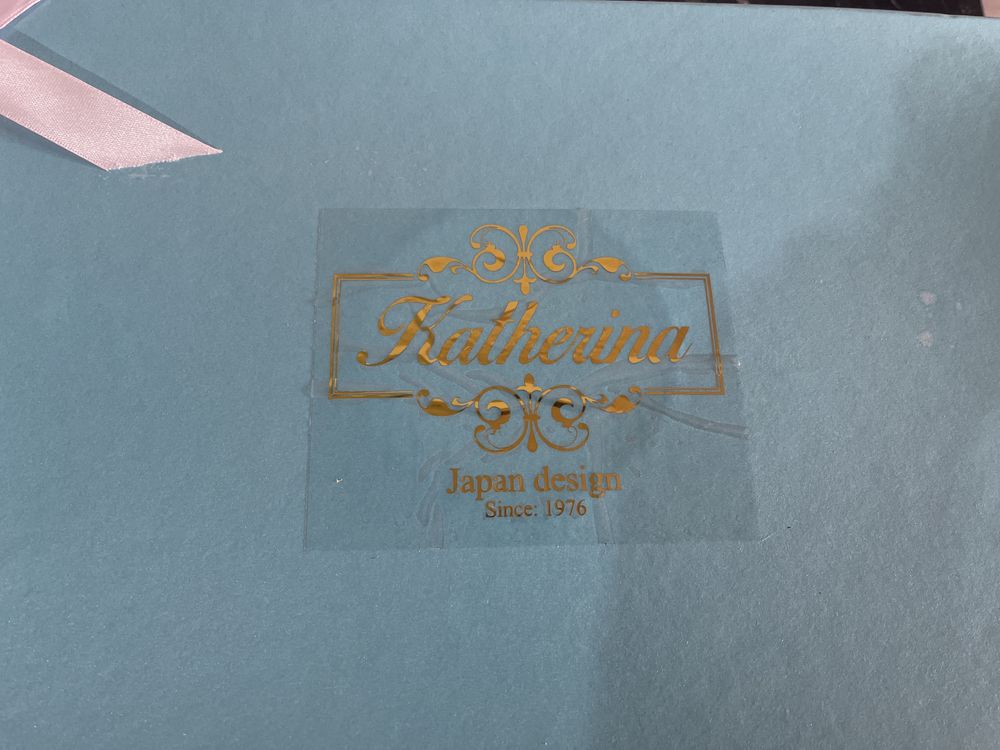 Katherina
Japan design
Since: 1976